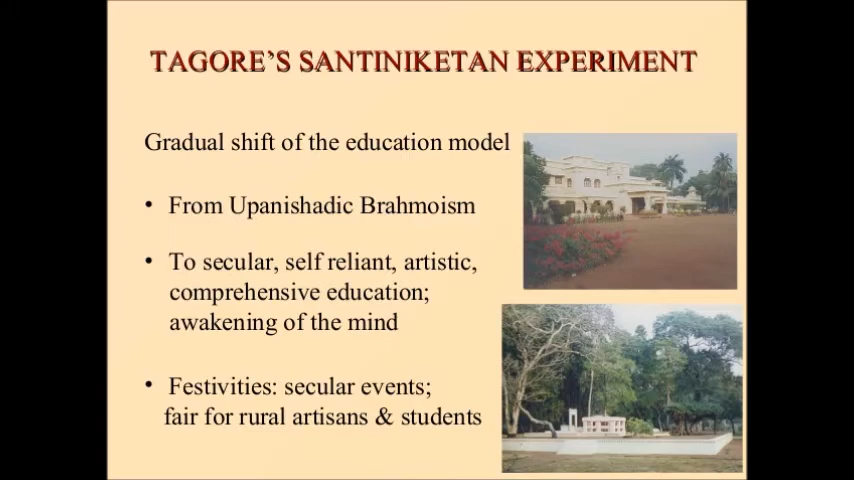 TAGORE'S SANTINIKETAN EXPERIMENT
Gradual shift of the education model
• From Upanishadic Brahmoism
• To secular, self reliant, artistic,
comprehensive education;
awakening of the mind
• Festivities: secular events;
fair for rural artisans & students